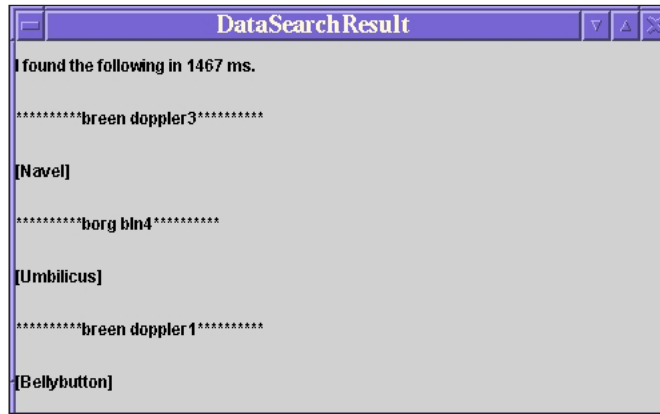 DataSearchResult
I found the following in 1467 ms.
**********breen doppler3**********
[Navel]
**********borg bln4**********
[Umbilicus]
**********breen doppler1**********
[Bellybutton]